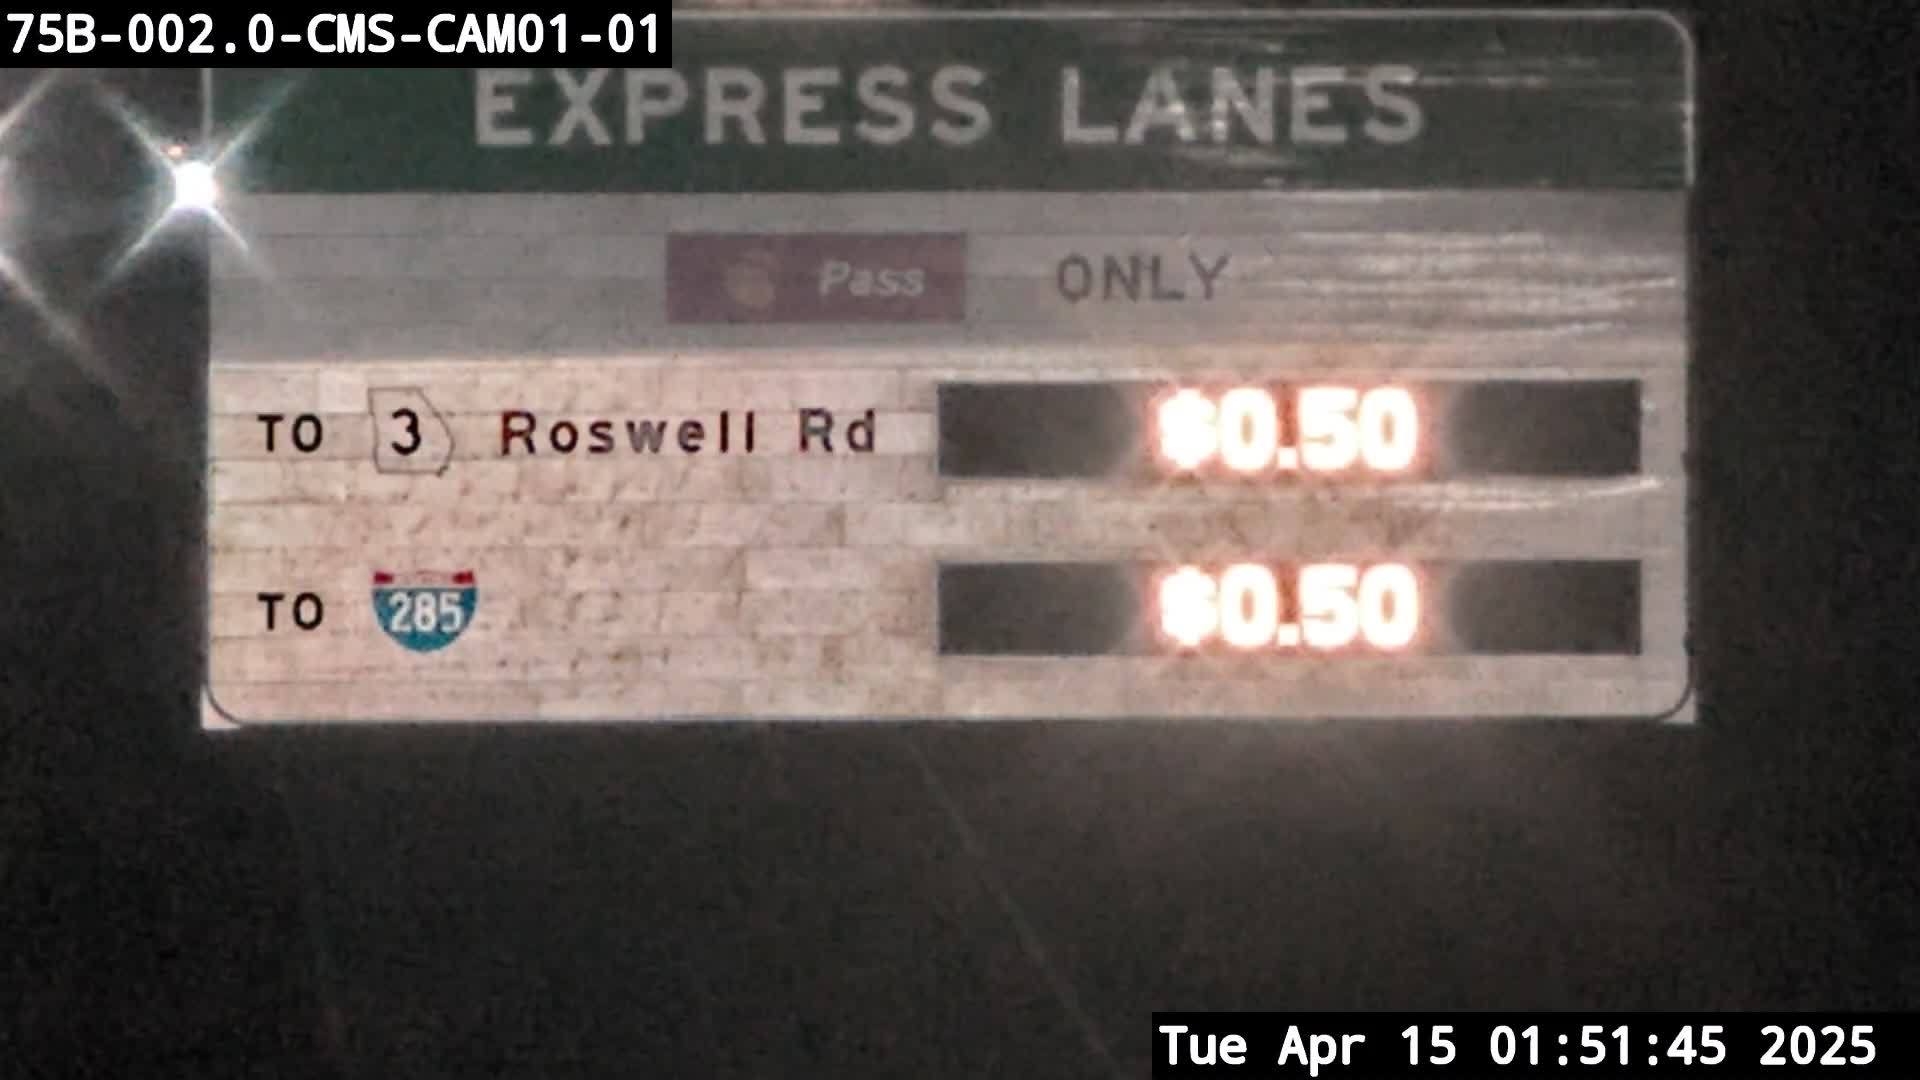 75B-002.0-CMS-CAM01-01
EXPRESS LANES
Pass ONLY
TO 3 Roswell Rd $0.50
TO 285 $0.50
Tue Apr 15 01:51:45 2025